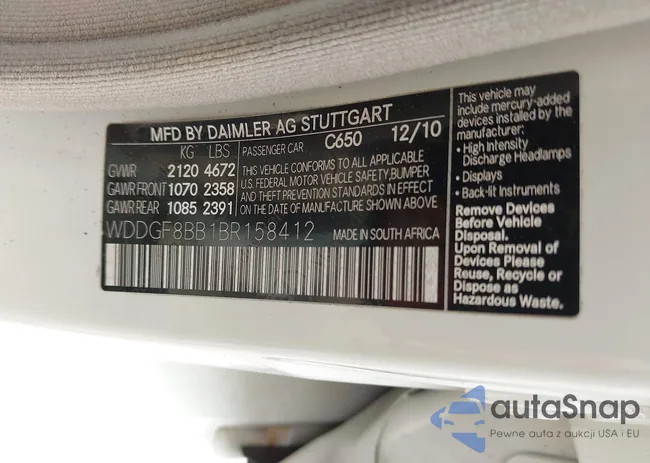 MFD BY DAIMLER AG STUTTGART
KG LBS PASSENGER CAR C650 12/10
GVWR 2120 4672
GAWR FRONT 1070 2358
GAWR REAR 1085 2391
THIS VEHICLE CONFORMS TO ALL APPLICABLE
U.S. FEDERAL MOTOR VEHICLE SAFETY,BUMPER
AND THEFT PREVENTION STANDARDS IN EFFECT
ON THE DATE OF MANUFACTURE SHOWN ABOVE
WDDGF8BB1BR158412 MADE IN SOUTH AFRICA
This vehicle may
include mercury-added
devices installed by the
manufacturer:
• High Intensity
Discharge Headlamps
• Displays
• Back-lit Instruments
Remove Devices
Before Vehicle
Disposal.
Upon Removal of
Devices Please
Reuse, Recycle or
Dispose as
Hazardous Waste.
autaSnap
Pewne auta z aukcji USA i EU